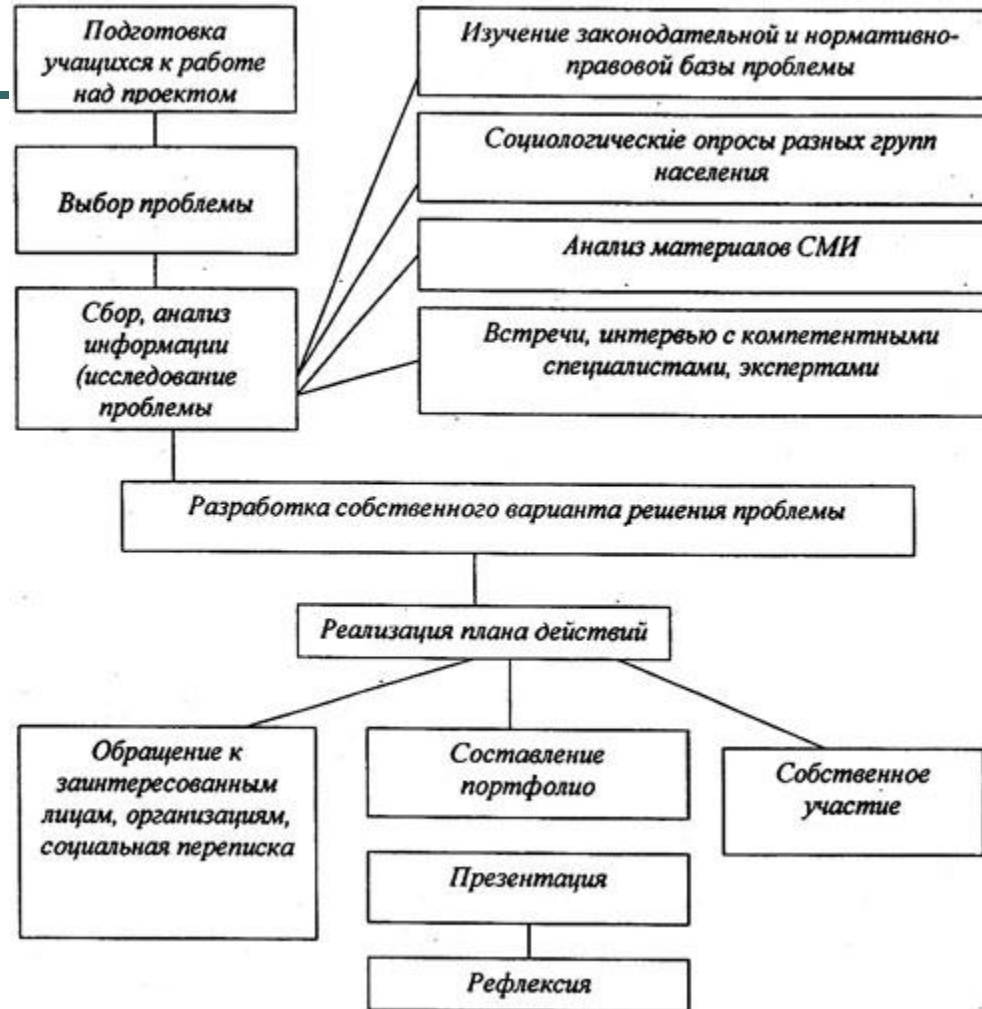 Подготовка
учащихся к работе
над проектом
Выбор проблемы
Сбор, анализ
информации
(исследование
проблемы
Изучение законодательной и нормативно-
правовой базы проблемы
Социологические опросы разных групп
населения
Анализ материалов СМИ
Встречи, интервью с компетентными
специалистами, экспертами
Разработка собственного варианта решения проблемы
Реализация плана действий
Обращение к
заинтересованным
лицам, организациям,
социальная переписка
Составление
портфолио
Собственное
участие
Презентация
Рефлексия